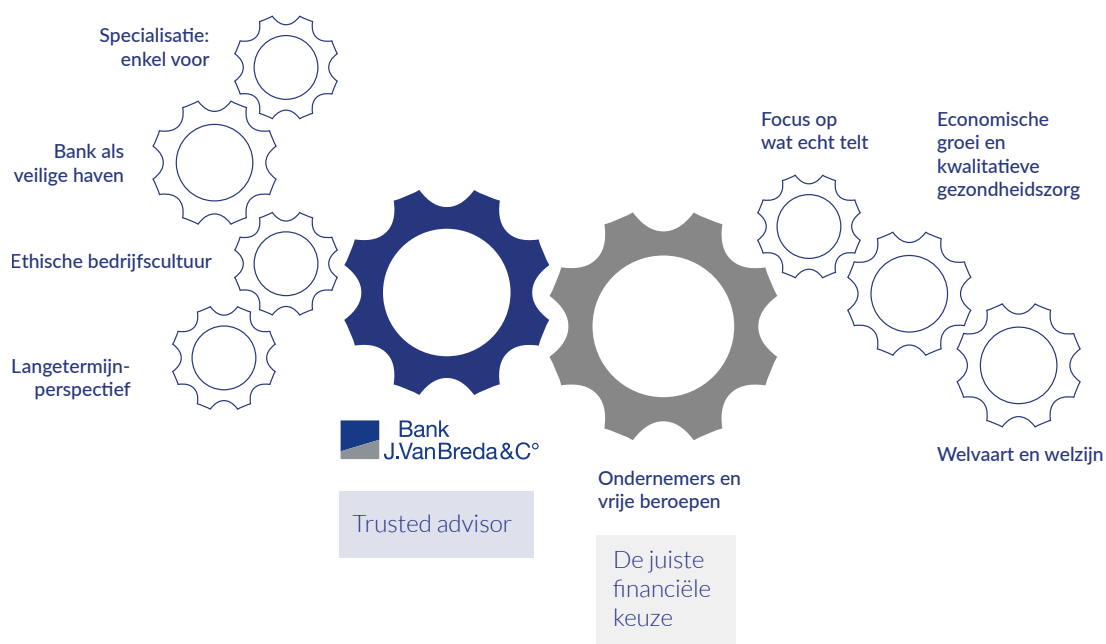 Specialisatie:
enkel voor
Bank als
veilige haven
Ethische bedrijfscultuur
Langetermijn-
perspectief
Bank
J.VanBreda&C°
Trusted advisor
Ondernemers en
vrije beroepen
De juiste
financiële
keuze
Focus op
wat echt telt
Economische
groei en
kwalitatieve
gezondheidszorg
Welvaart en welzijn